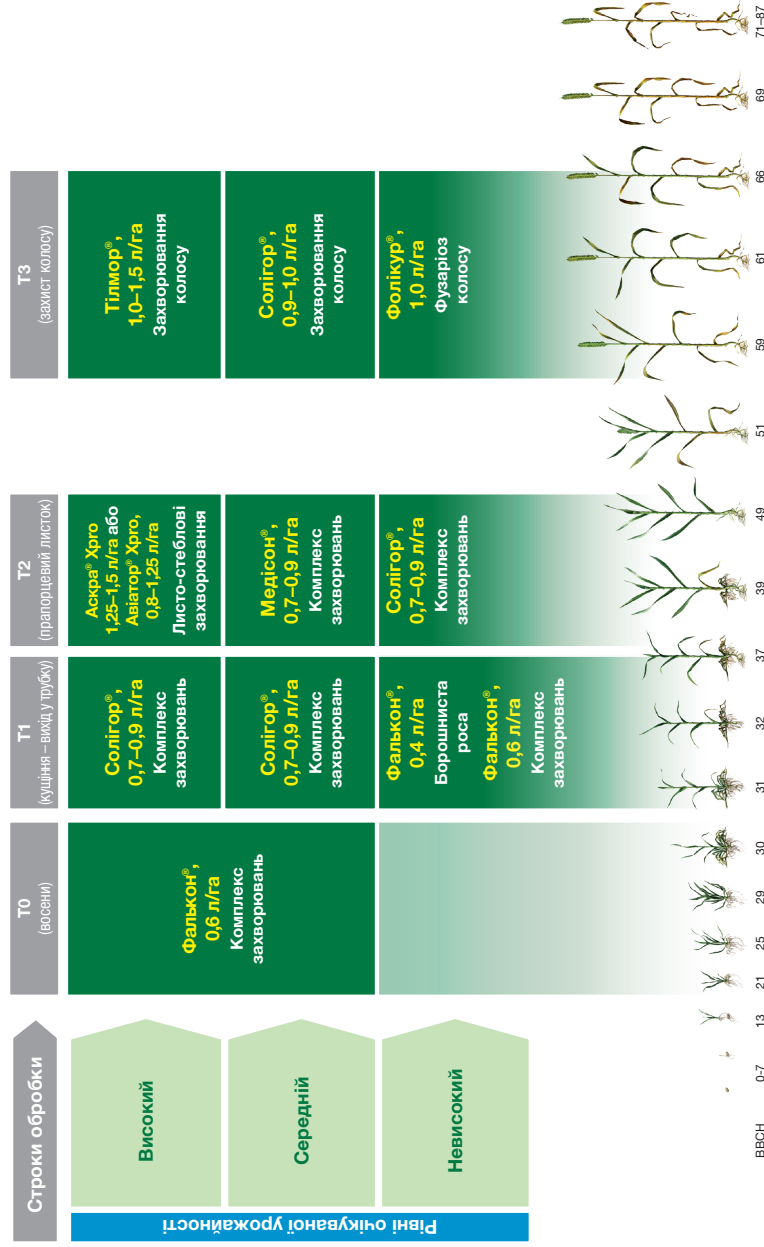 Строки обробки
T0
(восени)
T1
(кущіння – вихід у трубку)
T2
(прапорцевий листок)
T3
(захист колосу)
Рівні очікуваної урожайності
Високий
Фалькон®,
0,6 л/га
Комплекс
захворювань
Солігор®,
0,7–0,9 л/га
Комплекс
захворювань
Аскра® Xpro
1,25–1,5 л/га або
Авіатор® Xpro,
0,8–1,25 л/га
Листо-стеблові
захворювання
Тілмор®,
1,0–1,5 л/га
Захворювання
колосу
Середній
Солігор®,
0,7–0,9 л/га
Комплекс
захворювань
Медісон®,
0,7–0,9 л/га
Комплекс
захворювань
Солігор®,
0,9–1,0 л/га
Захворювання
колосу
Невисокий
Фалькон®,
0,4 л/га
Борошниста
роса
Фалькон®,
0,6 л/га
Комплекс
захворювань
Солігор®,
0,7–0,9 л/га
Комплекс
захворювань
Фолікур®,
1,0 л/га
Фузаріоз
колосу
BBCH 0-7 13 21 25 29 30 31 32 37 39 49 51 59 61 66 69 71–87